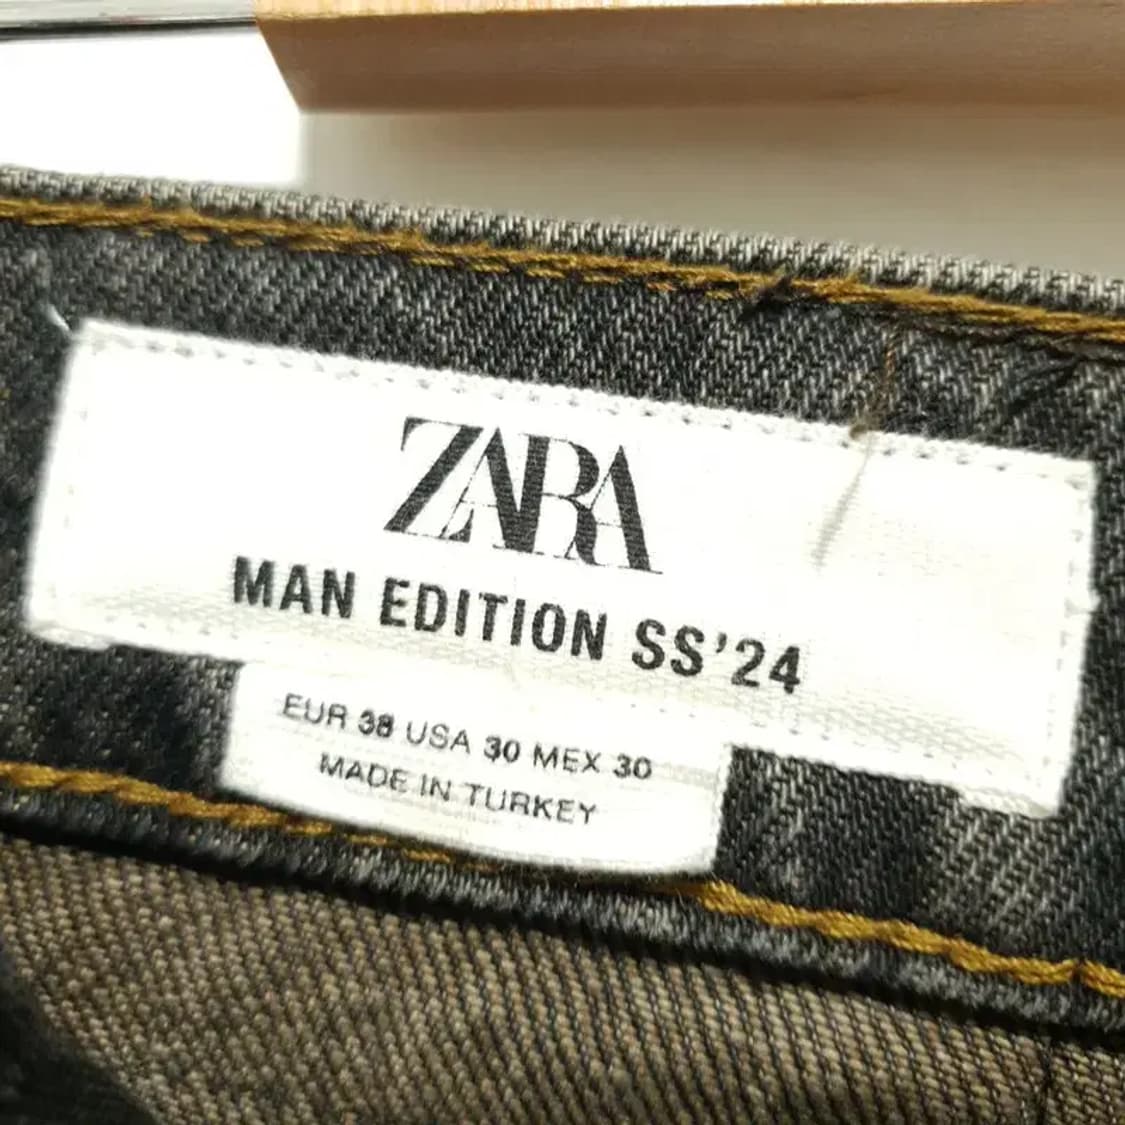 ZARA
MAN EDITION SS'24
EUR 38 USA 30 MEX 30
MADE IN TURKEY